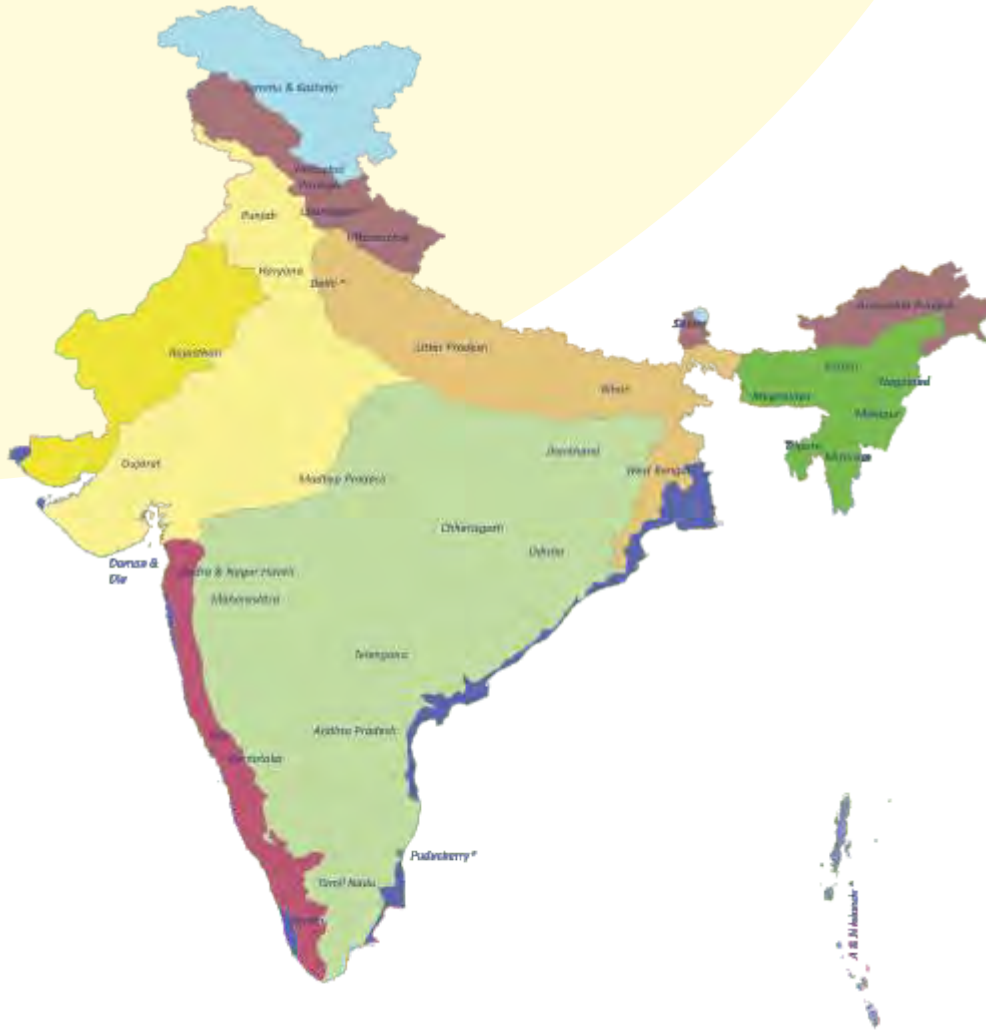 Jammu & Kashmir
Himachal
Pradesh
Punjab
Uttarakhand
Haryana
Delhi *
Arunachal Pradesh
Sikkim
Uttar Pradesh
Rajasthan
Assam
Nagaland
Bihar
Meghalaya
Manipur
Tripura
Mizoram
Jharkhand
Gujarat
West Bengal
Madhya Pradesh
Chhattisgarh
Odisha
Daman &
Diu
Dadra & Nagar Haveli
Maharashtra
Telangana
Andhra Pradesh
Karnataka
Puducherry *
Tamil Nadu
Kerala
A & N Islands *